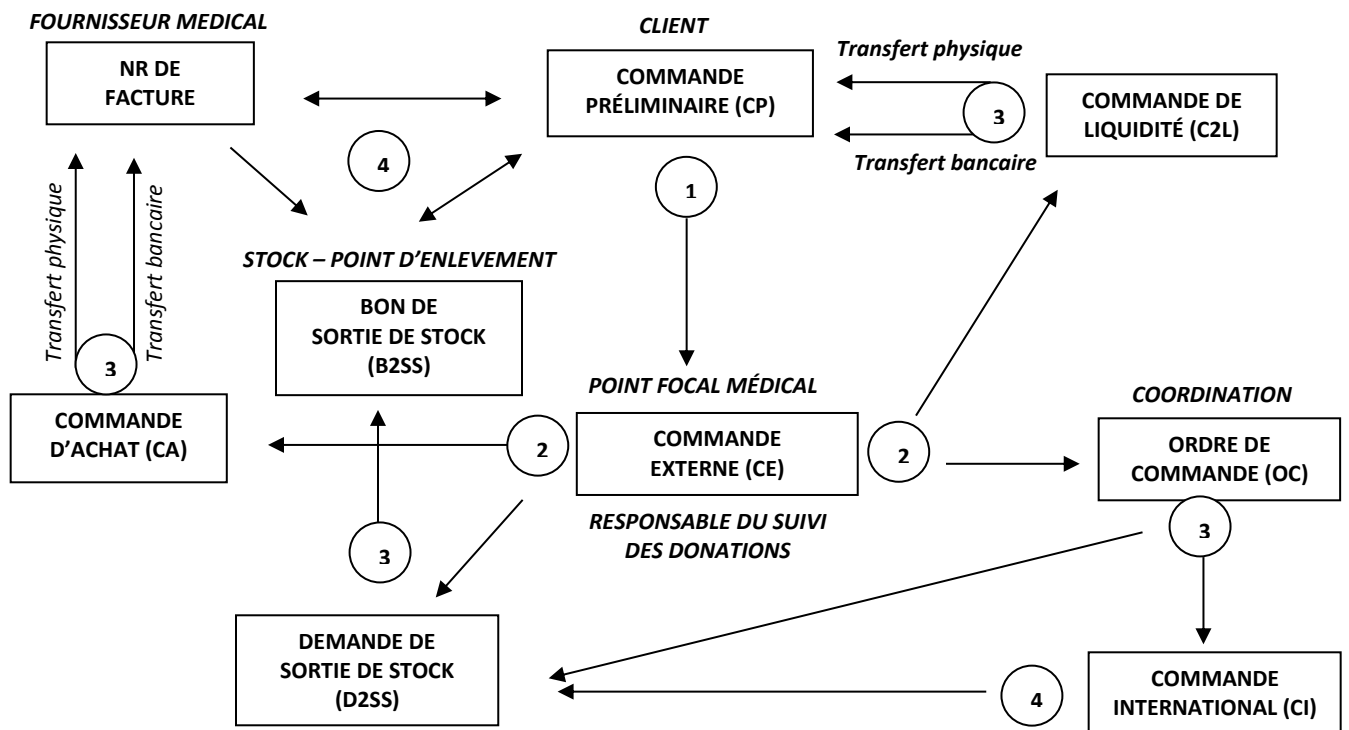 FOURNISSEUR MEDICAL
NR DE
FACTURE
CLIENT
COMMANDE
PRÉLIMINAIRE (CP)
Transfert physique
3
Transfert bancaire
COMMANDE DE
LIQUIDITÉ (C2L)
4
1
Transfert physique
Transfert bancaire
3
COMMANDE
D'ACHAT (CA)
STOCK – POINT D'ENLEVEMENT
BON DE
SORTIE DE STOCK
(B2SS)
2
POINT FOCAL MÉDICAL
COMMANDE
EXTERNE (CE)
RESPONSABLE DU SUIVI
DES DONATIONS
2
COORDINATION
ORDRE DE
COMMANDE (OC)
3
3
DEMANDE DE
SORTIE DE STOCK
(D2SS)
4
COMMANDE
INTERNATIONAL (CI)